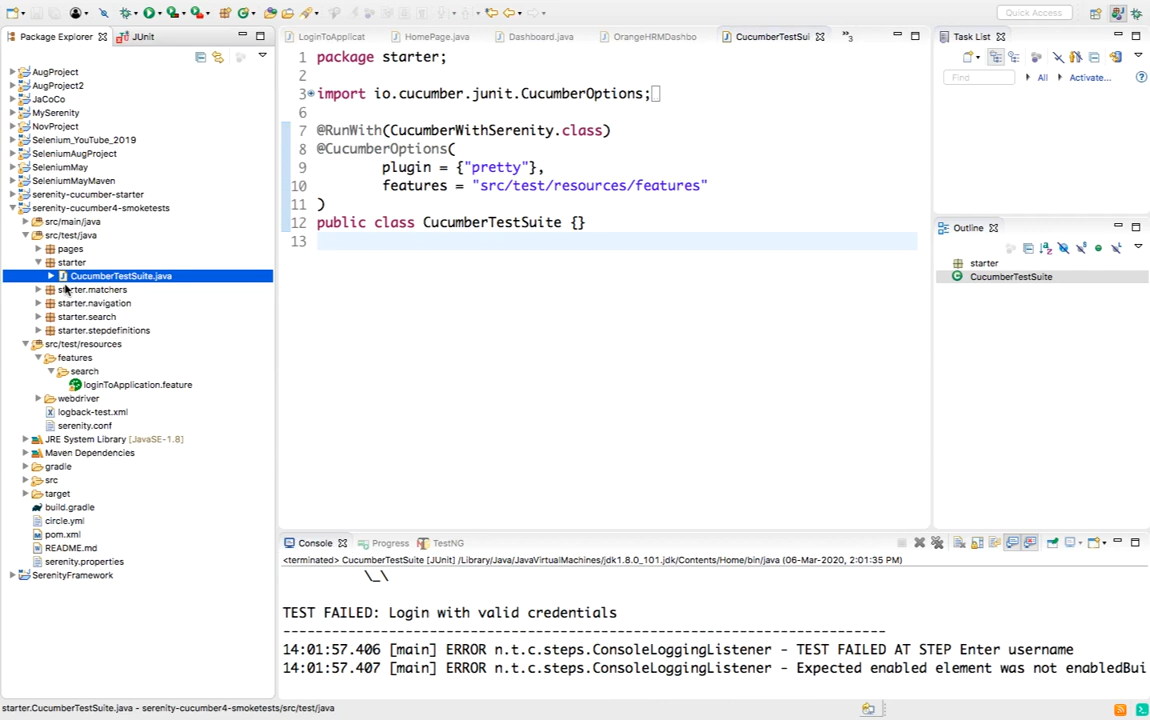 Quick Access
Package Explorer
JUnit
AugProject
AugProject2
JaCoCo
MySerenity
NovProject
Selenium_YouTube_2019
SeleniumAugProject
SeleniumMay
SeleniumMayMaven
serenity-cucumber-starter
serenity-cucumber4-smoketests
src/main/java
src/test/java
pages
starter
CucumberTestSuite.java
starter.matchers
starter.navigation
starter.search
starter.stepdefinitions
src/test/resources
features
search
loginToApplication.feature
webdriver
logback-test.xml
serenity.conf
JRE System Library [JavaSE-1.8]
Maven Dependencies
gradle
src
target
build.gradle
circle.yml
pom.xml
README.md
serenity.properties
SerenityFramework
LoginToApplicat
HomePage.java
Dashboard.java
OrangeHRMDashbo
CucumberTestSui
»3
1 package starter;
2
3 import io.cucumber.junit.CucumberOptions;
6
7 @RunWith(CucumberWithSerenity.class)
8 @CucumberOptions(
9 plugin = {"pretty"},
10 features = "src/test/resources/features"
11 )
12 public class CucumberTestSuite {}
13
Task List
Find
All
Activate...
Outline
starter
CucumberTestSuite
Console
Progress
TestNG
<terminated> CucumberTestSuite [JUnit] /Library/Java/JavaVirtualMachines/jdk1.8.0_101.jdk/Contents/Home/bin/java (06-Mar-2020, 2:01:35 PM)
\_\
TEST FAILED: Login with valid credentials
---------------------------------------------------------------------------
14:01:57.406 [main] ERROR n.t.c.steps.ConsoleLoggingListener - TEST FAILED AT STEP Enter username
14:01:57.407 [main] ERROR n.t.c.steps.ConsoleLoggingListener - Expected enabled element was not enabledBui
starter.CucumberTestSuite.java - serenity-cucumber4-smoketests/src/test/java